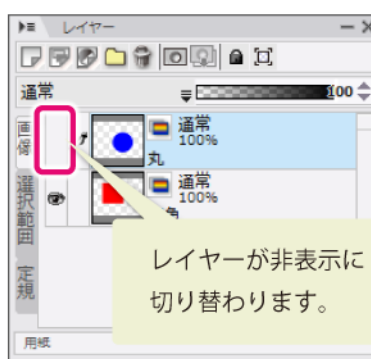 レイヤー
通常
100
画像
通常
100%
丸
選択範囲
通常
100%
角
定規
レイヤーが非表示に
切り替わります。
用紙